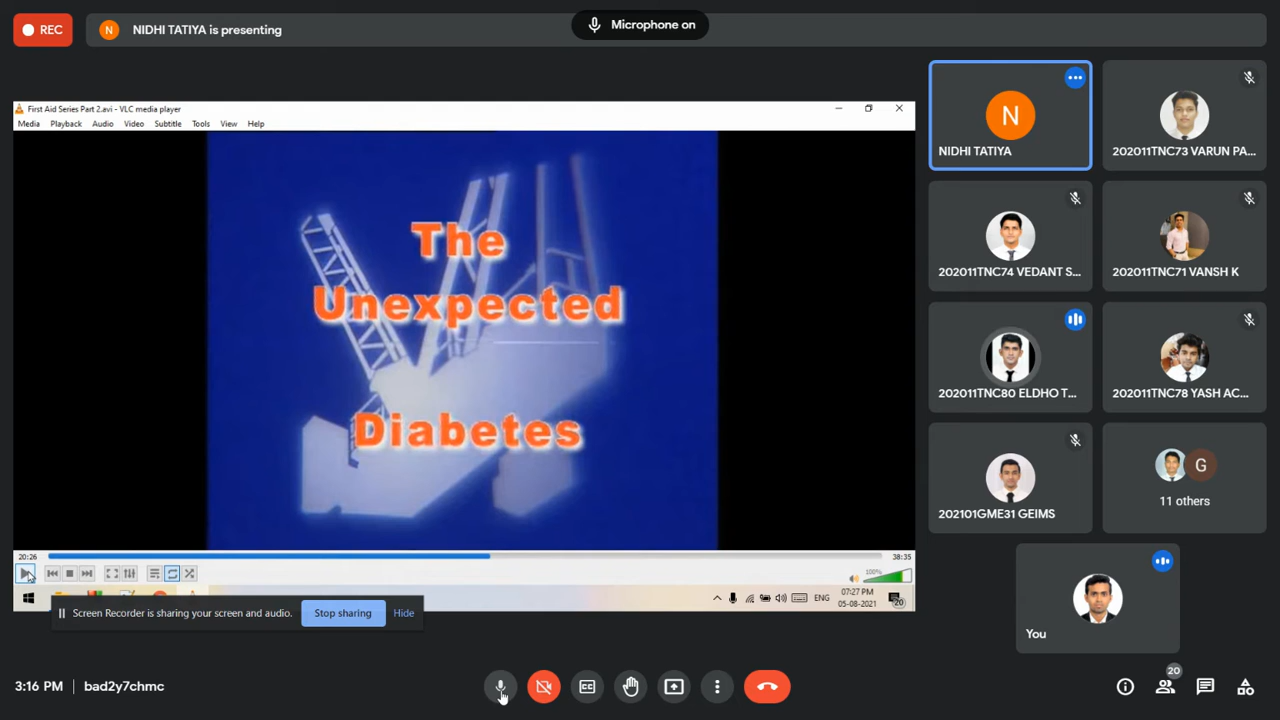 REC
N
NIDHI TATIYA is presenting
Microphone on
First Aid Series Part 2.avi - VLC media player
Media Playback Audio Video Subtitle Tools View Help
The
Unexpected
Diabetes
20:26
38:35
100%
ENG
07:27 PM
05-08-2021
20
Screen Recorder is sharing your screen and audio.
Stop sharing
Hide
N
NIDHI TATIYA
202011TNC73 VARUN PA...
202011TNC74 VEDANT S...
202011TNC71 VANSH K
202011TNC80 ELDHO T...
202011TNC78 YASH AC...
202101GME31 GEIMS
G
11 others
You
3:16 PM | bad2y7chmc
20